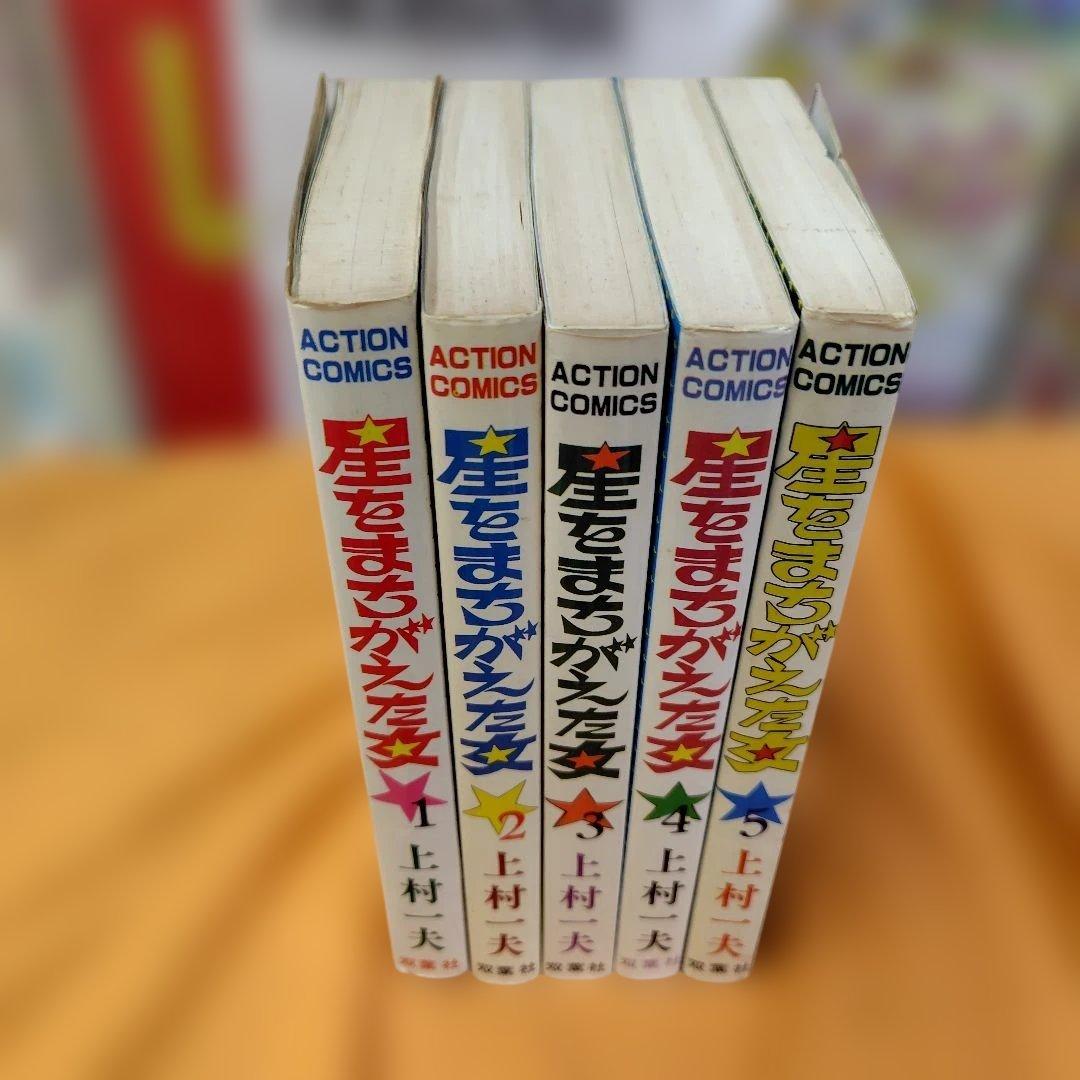 ACTION
COMICS
星をまちがえた女
1
上村一夫
双葉社
ACTION
COMICS
星をまちがえた女
2
上村一夫
双葉社
ACTION
COMICS
星をまちがえた女
3
上村一夫
双葉社
ACTION
COMICS
星をまちがえた女
4
上村一夫
双葉社
ACTION
COMICS
星をまちがえた女
5
上村一夫
双葉社